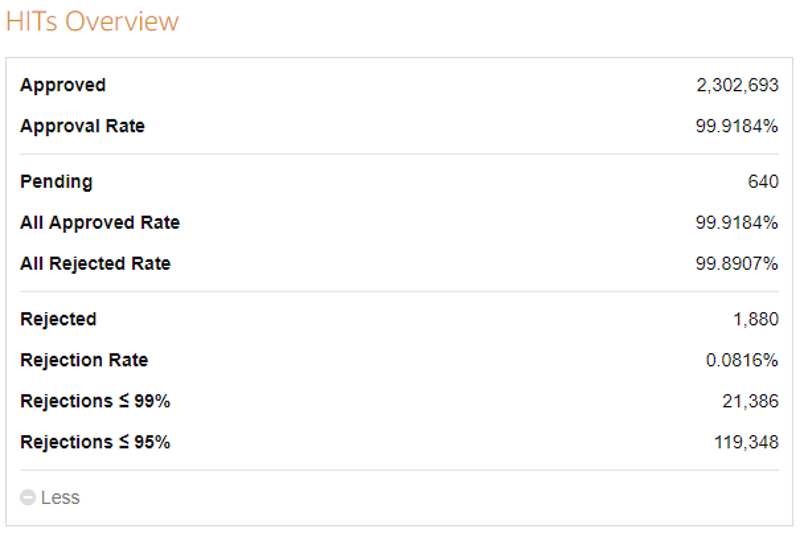 HITs Overview
Approved 2,302,693
Approval Rate 99.9184%
Pending 640
All Approved Rate 99.9184%
All Rejected Rate 99.8907%
Rejected 1,880
Rejection Rate 0.0816%
Rejections ≤ 99% 21,386
Rejections ≤ 95% 119,348
Less